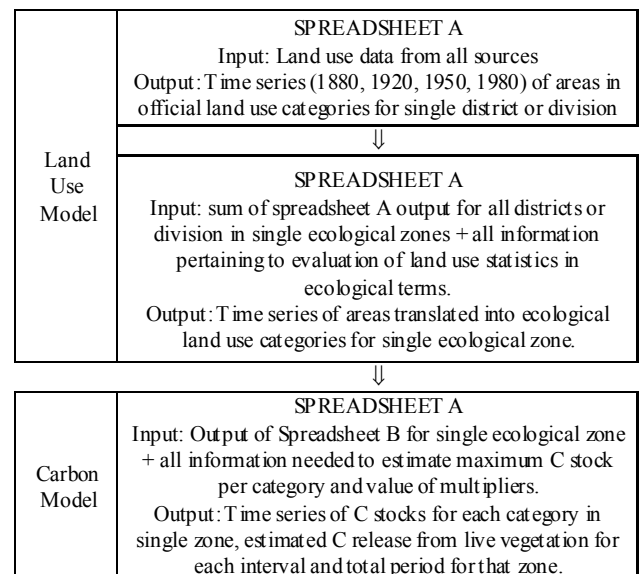 SPREADSHEET A
Input: Land use data from all sources
Output: Time series (1880, 1920, 1950, 1980) of areas in
official land use categories for single district or division
⇓
Land
Use
Model
SPREADSHEET A
Input: sum of spreadsheet A output for all districts or
division in single ecological zones + all information
pertaining to evaluation of land use statistics in
ecological terms.
Output: Time series of areas translated into ecological
land use categories for single ecological zone.
⇓
Carbon
Model
SPREADSHEET A
Input: Output of Spreadsheet B for single ecological zone
+ all information needed to estimate maximum C stock
per category and value of multipliers.
Output: Time series of C stocks for each category in
single zone, estimated C release from live vegetation for
each interval and total period for that zone.